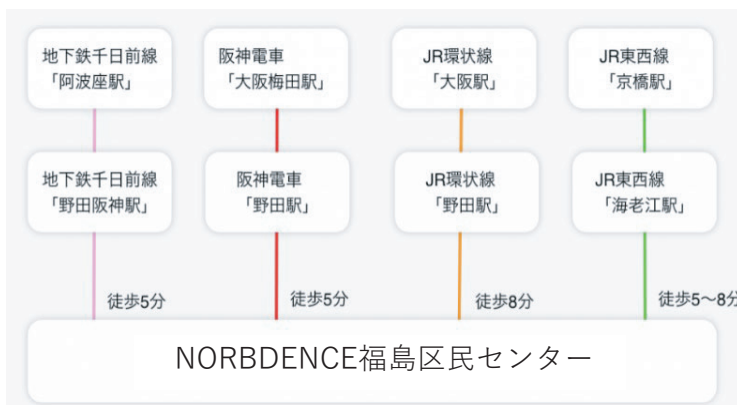 地下鉄千日前線
「阿波座駅」
阪神電車
「大阪梅田駅」
JR環状線
「大阪駅」
JR東西線
「京橋駅」
地下鉄千日前線
「野田阪神駅」
阪神電車
「野田駅」
JR環状線
「野田駅」
JR東西線
「海老江駅」
徒歩5分
徒歩5分
徒歩8分
徒歩5〜8分
NORBDENCE福島区民センター